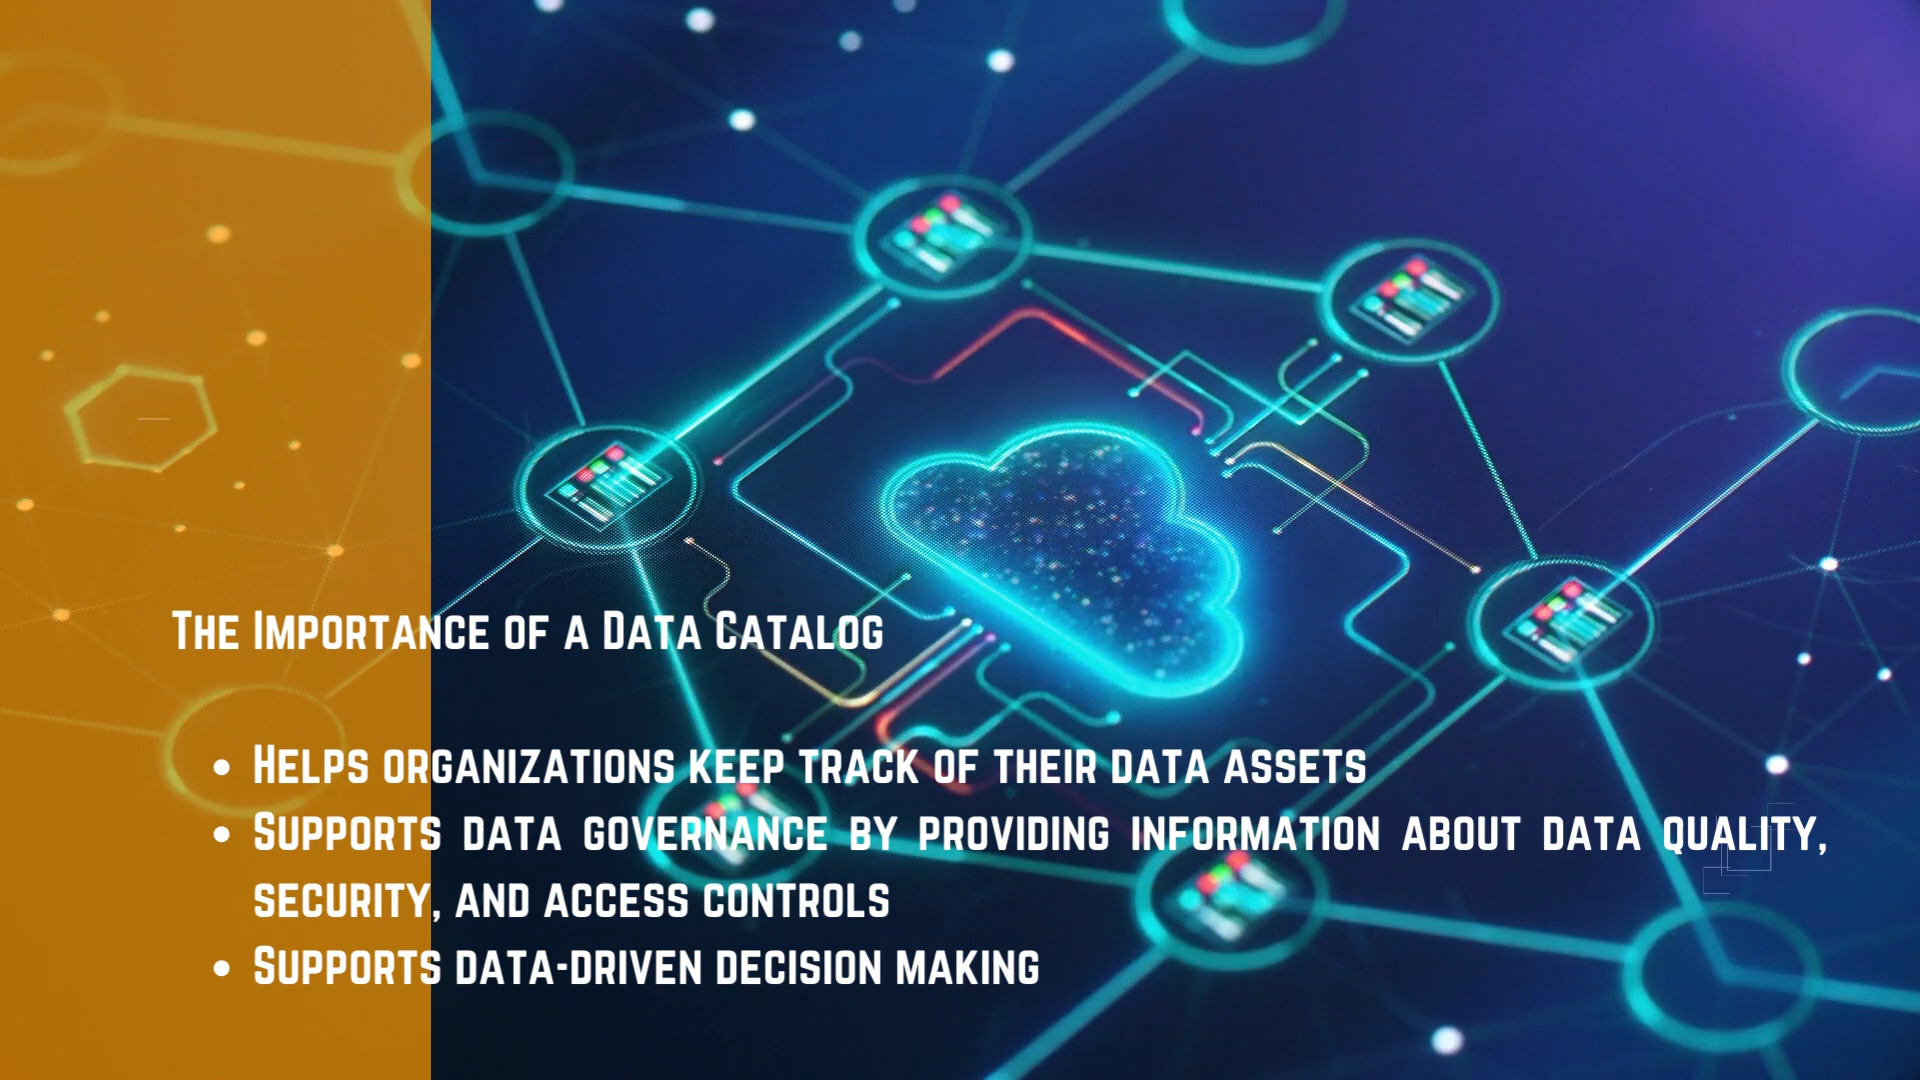 The Importance of a Data Catalog
• Helps organizations keep track of their data assets
• Supports data governance by providing information about data quality,
security, and access controls
• Supports data-driven decision making